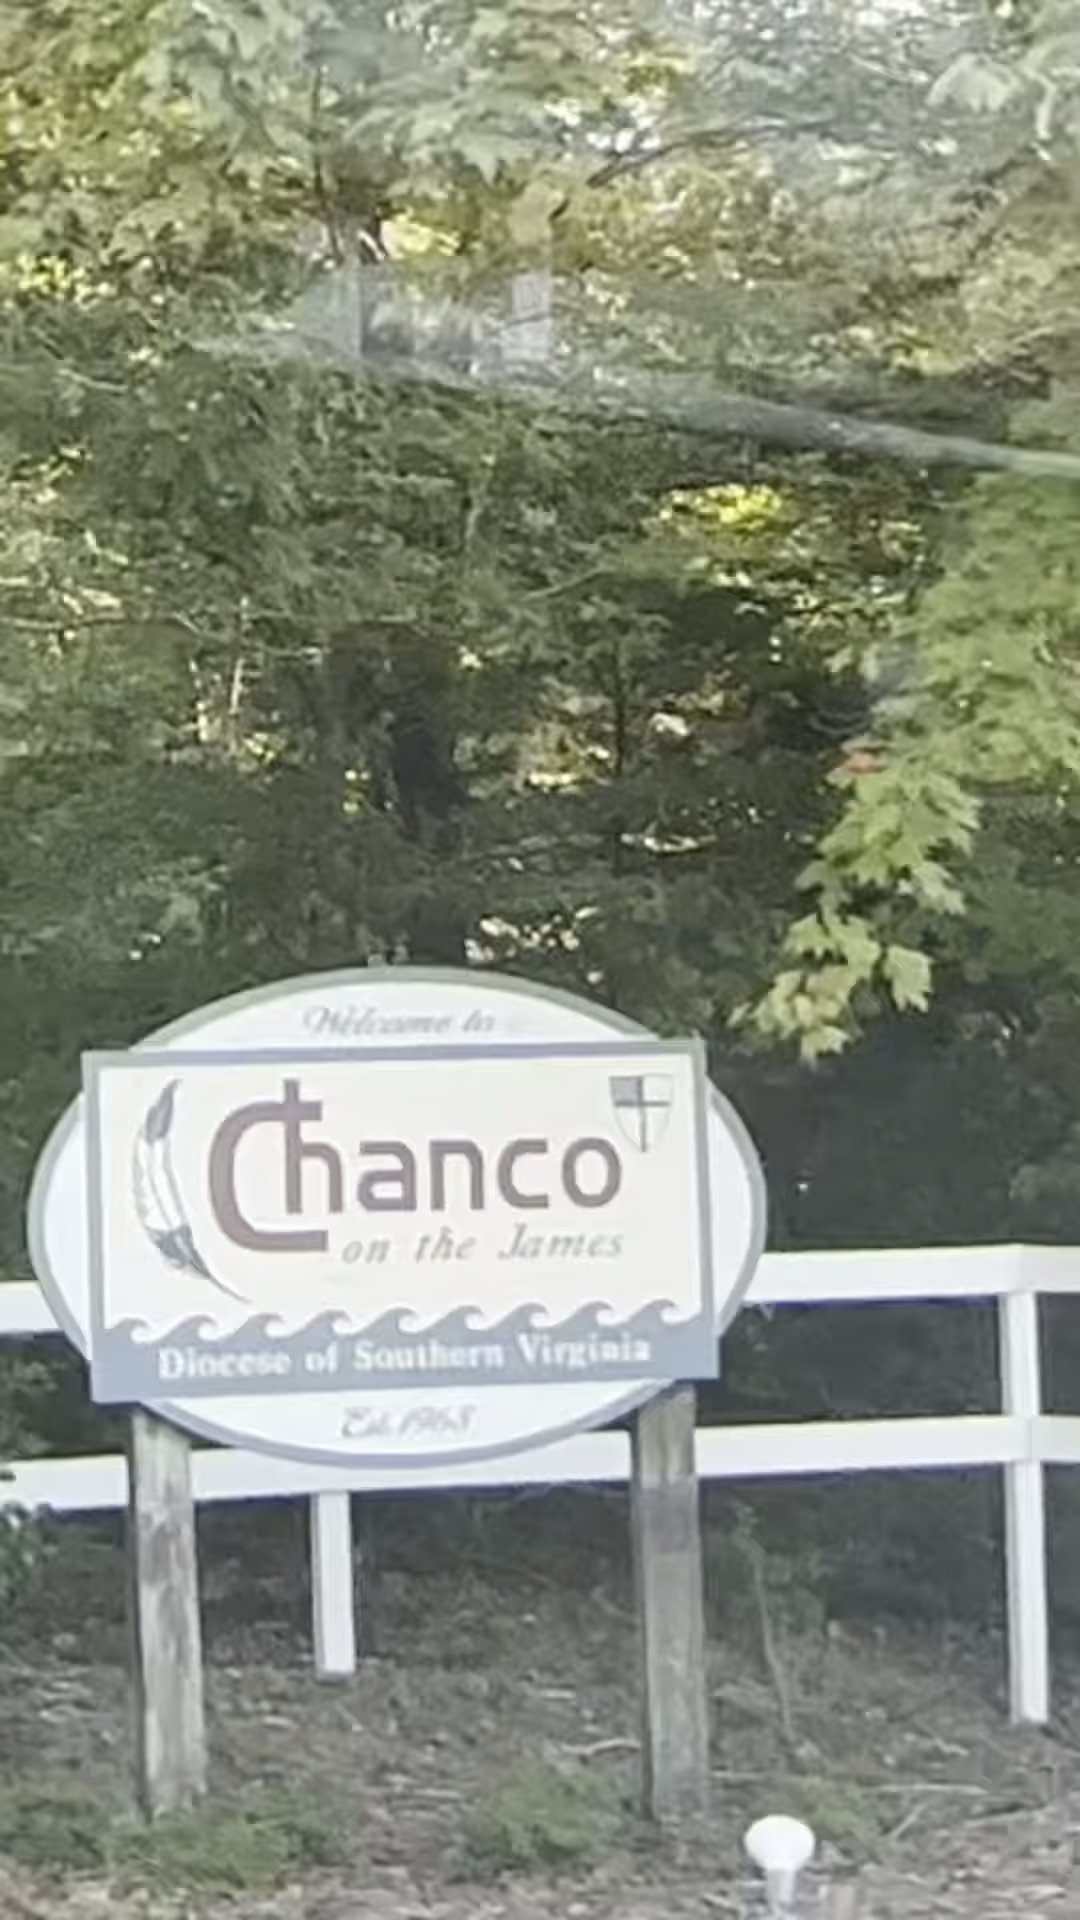 Welcome to
Chanco
on the James
Diocese of Southern Virginia
Est. 1968